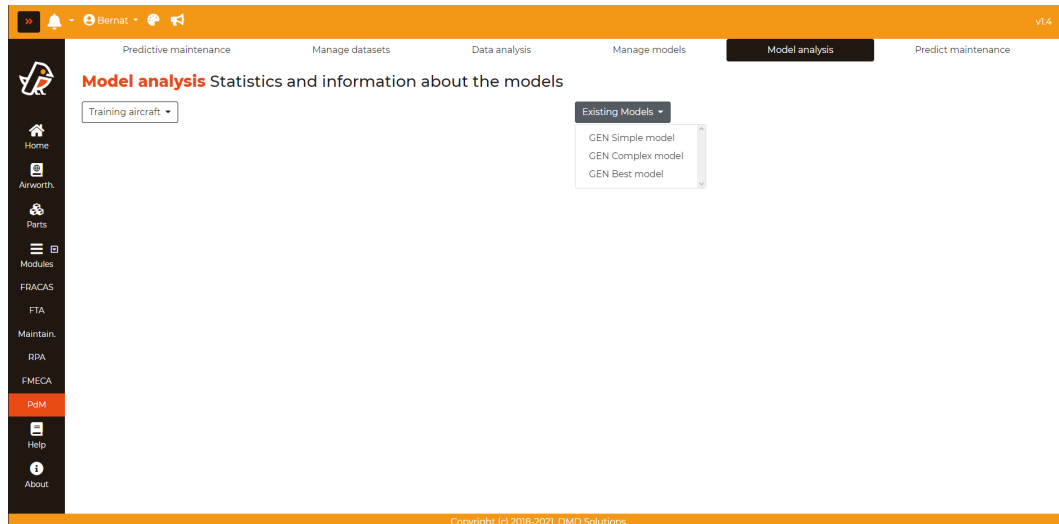 » Bernat v1.4
Predictive maintenance Manage datasets Data analysis Manage models Model analysis Predict maintenance
Model analysis Statistics and information about the models
Training aircraft Existing Models
GEN Simple model
GEN Complex model
GEN Best model
Home
Airworth.
Parts
Modules
FRACAS
FTA
Maintain.
RPA
FMECA
PdM
Help
About
Copyright (c) 2018-2021, DMD Solutions